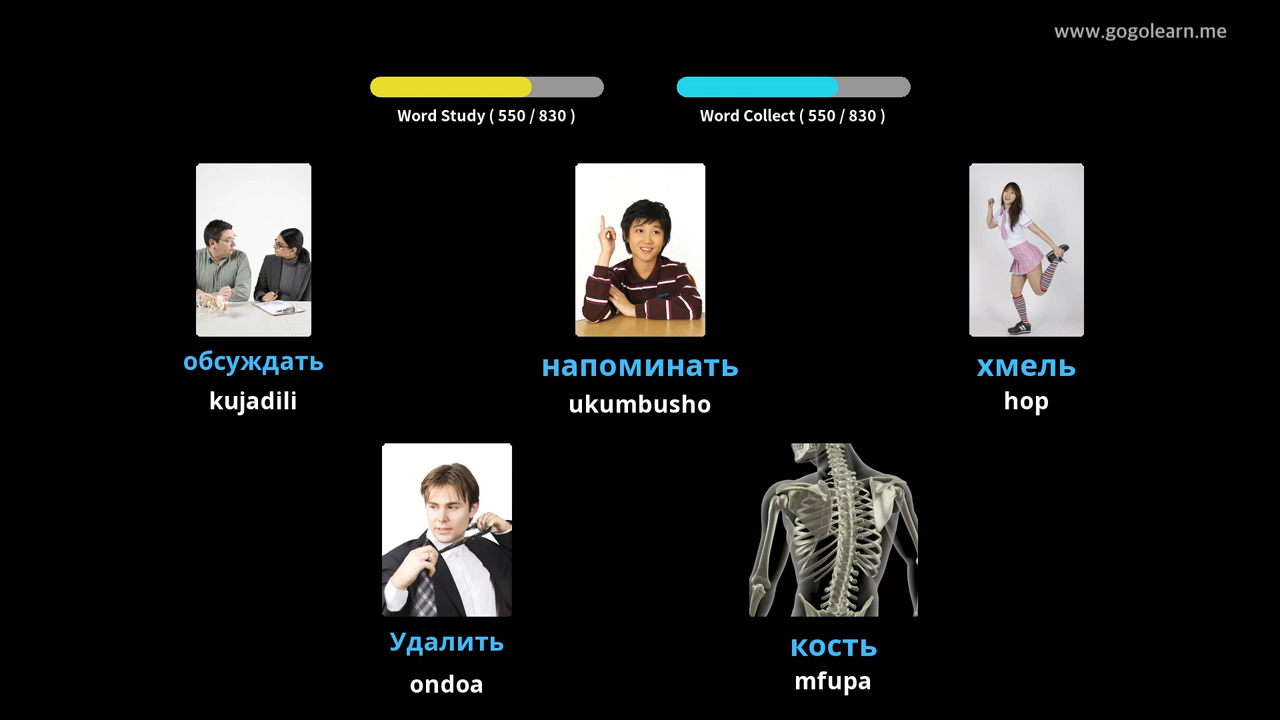 www.gogolearn.me
Word Study ( 550 / 830 )
Word Collect ( 550 / 830 )
обсуждать
kujadili
напоминать
ukumbusho
хмель
hop
Удалить
ondoa
кость
mfupa